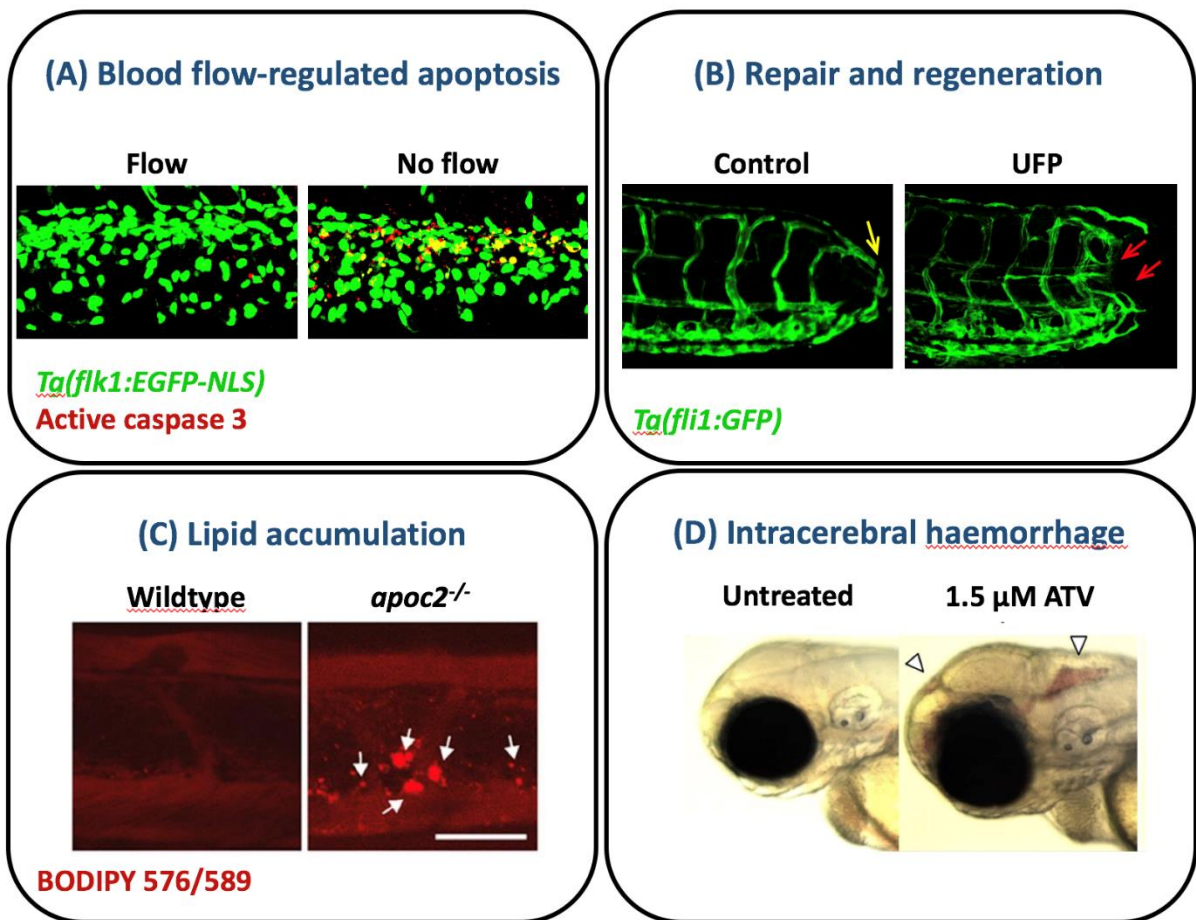 (A) Blood flow-regulated apoptosis
Flow No flow
Tg(flk1:EGFP-NLS)
Active caspase 3
(B) Repair and regeneration
Control UFP
Tg(fli1:GFP)
(C) Lipid accumulation
Wildtype apoc2-/-
BODIPY 576/589
(D) Intracerebral haemorrhage
Untreated 1.5 µM ATV